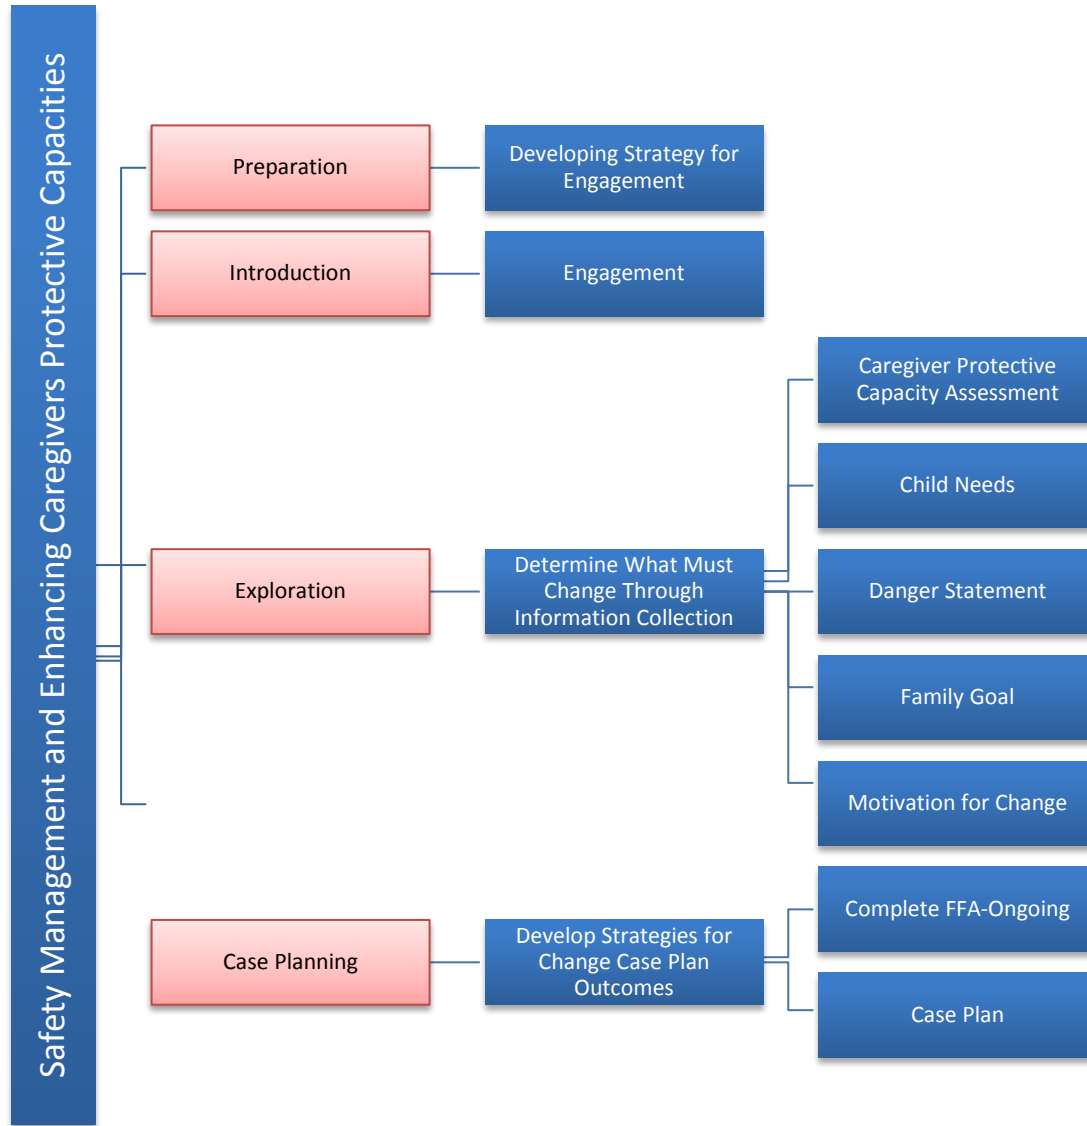 Safety Management and Enhancing Caregivers Protective Capacities
Preparation
Developing Strategy for
Engagement
Introduction
Engagement
Exploration
Determine What Must
Change Through
Information Collection
Caregiver Protective
Capacity Assessment
Child Needs
Danger Statement
Family Goal
Motivation for Change
Case Planning
Develop Strategies for
Change Case Plan
Outcomes
Complete FFA-Ongoing
Case Plan